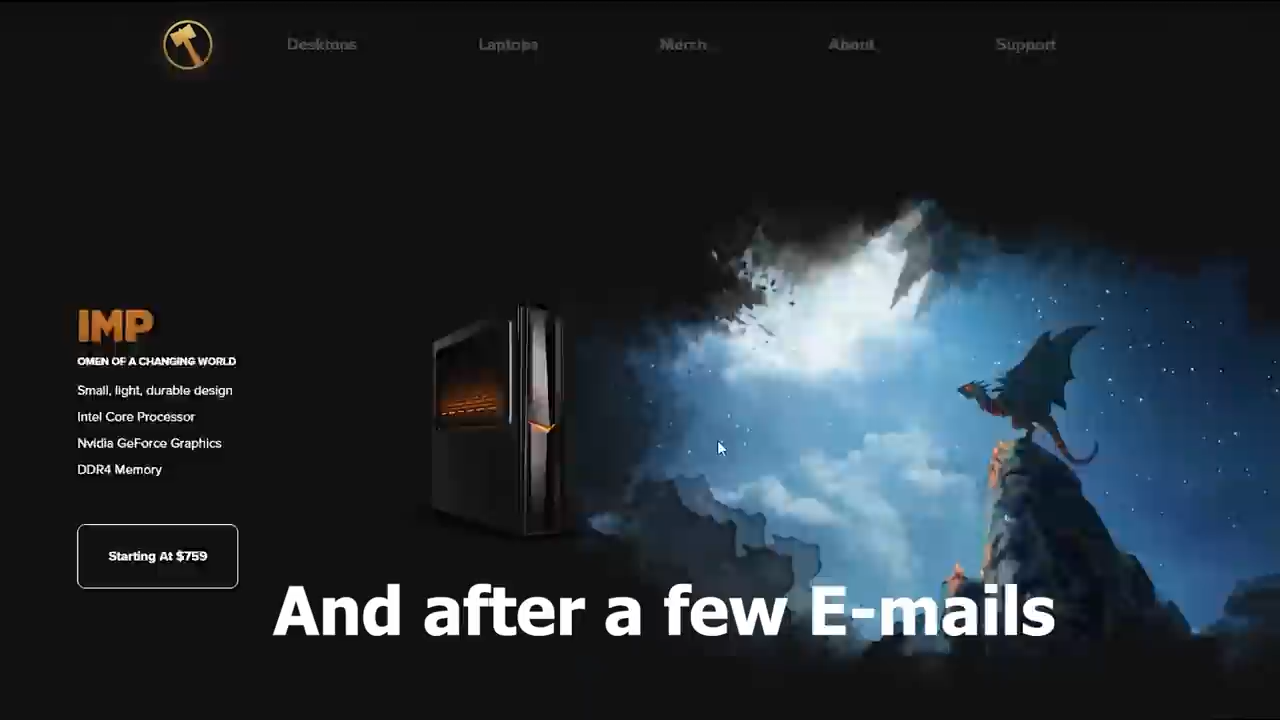 Desktops Laptops Merch About Support
IMP
OMEN OF A CHANGING WORLD
Small, light, durable design
Intel Core Processor
Nvidia GeForce Graphics
DDR4 Memory
Starting At $759
And after a few E-mails